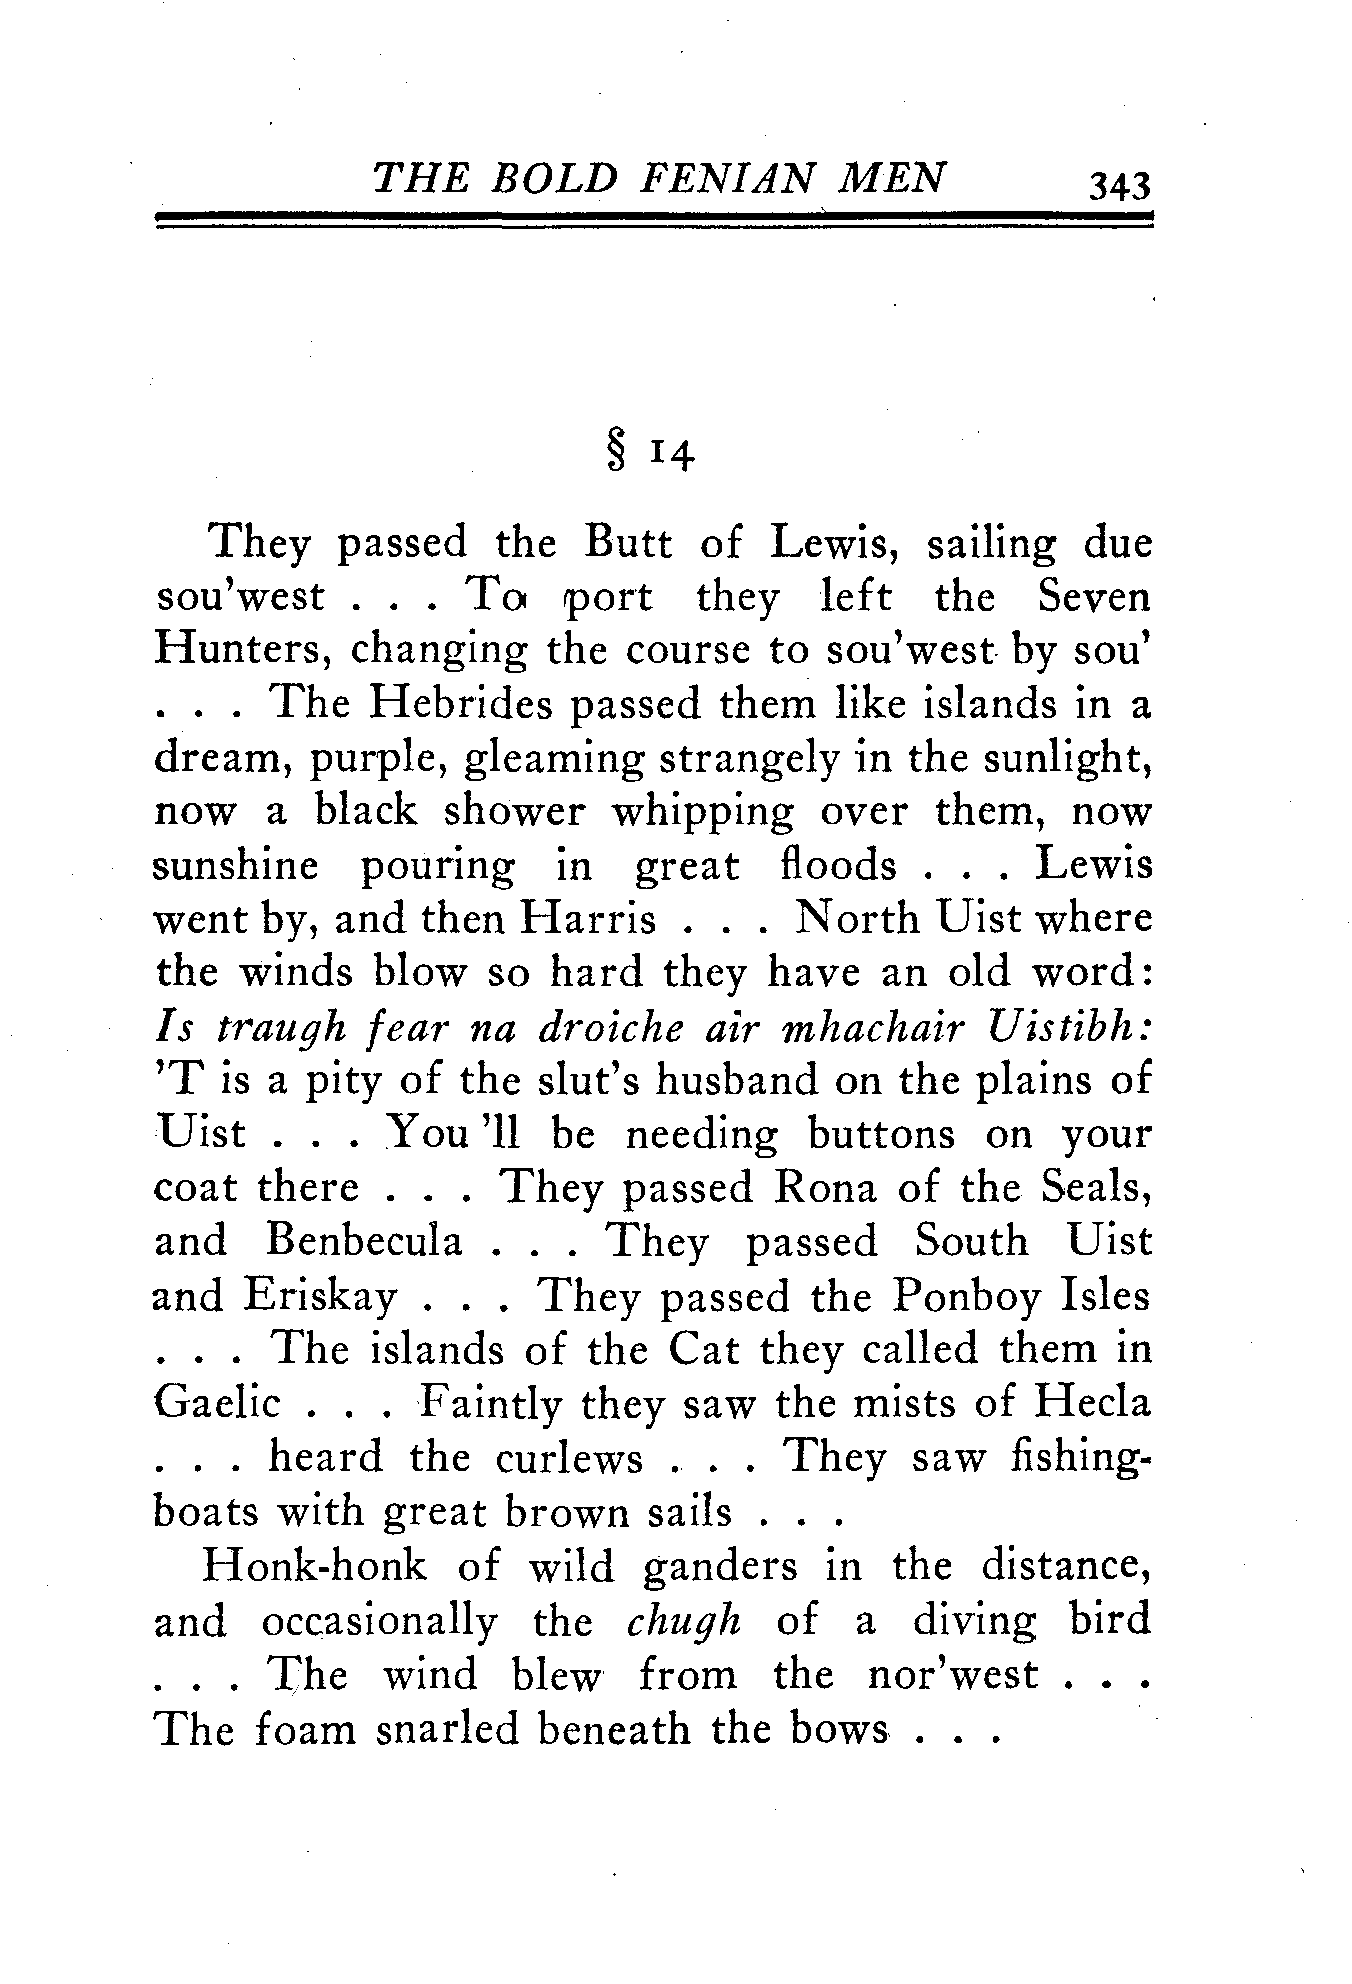 THE BOLD FENIAN MEN 343
§ 14
They passed the Butt of Lewis, sailing due
sou'west . . . To port they left the Seven
Hunters, changing the course to sou'west by sou'
. . . The Hebrides passed them like islands in a
dream, purple, gleaming strangely in the sunlight,
now a black shower whipping over them, now
sunshine pouring in great floods . . . Lewis
went by, and then Harris . . . North Uist where
the winds blow so hard they have an old word:
Is traugh fear na droiche air mhachair Uistibh:
'T is a pity of the slut's husband on the plains of
Uist . . . You 'll be needing buttons on your
coat there . . . They passed Rona of the Seals,
and Benbecula . . . They passed South Uist
and Eriskay . . . They passed the Ponboy Isles
. . . The islands of the Cat they called them in
Gaelic . . . Faintly they saw the mists of Hecla
. . . heard the curlews . . . They saw fishing-
boats with great brown sails . . .
Honk-honk of wild ganders in the distance,
and occasionally the chugh of a diving bird
. . . The wind blew from the nor'west . . .
The foam snarled beneath the bows . . .